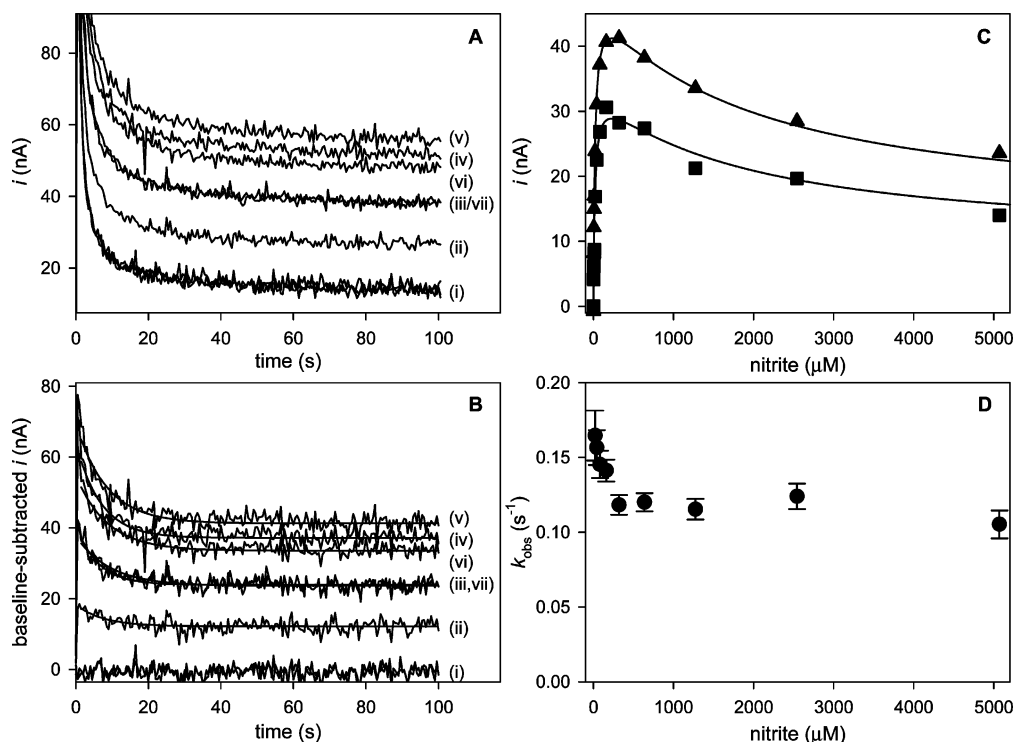 A
80
60
40
20
i (nA)
(v)
(iv)
(vi)
(iii/vii)
(ii)
(i)
0 20 40 60 80 100
time (s)
C
40
30
20
10
0
i (nA)
0 1000 2000 3000 4000 5000
nitrite (μM)
B
80
60
40
20
0
baseline-subtracted i (nA)
(v)
(iv)
(vi)
(iii,vii)
(ii)
(i)
0 20 40 60 80 100
time (s)
D
0.20
0.15
0.10
0.05
0.00
kobs (s-1)
0 1000 2000 3000 4000 5000
nitrite (μM)